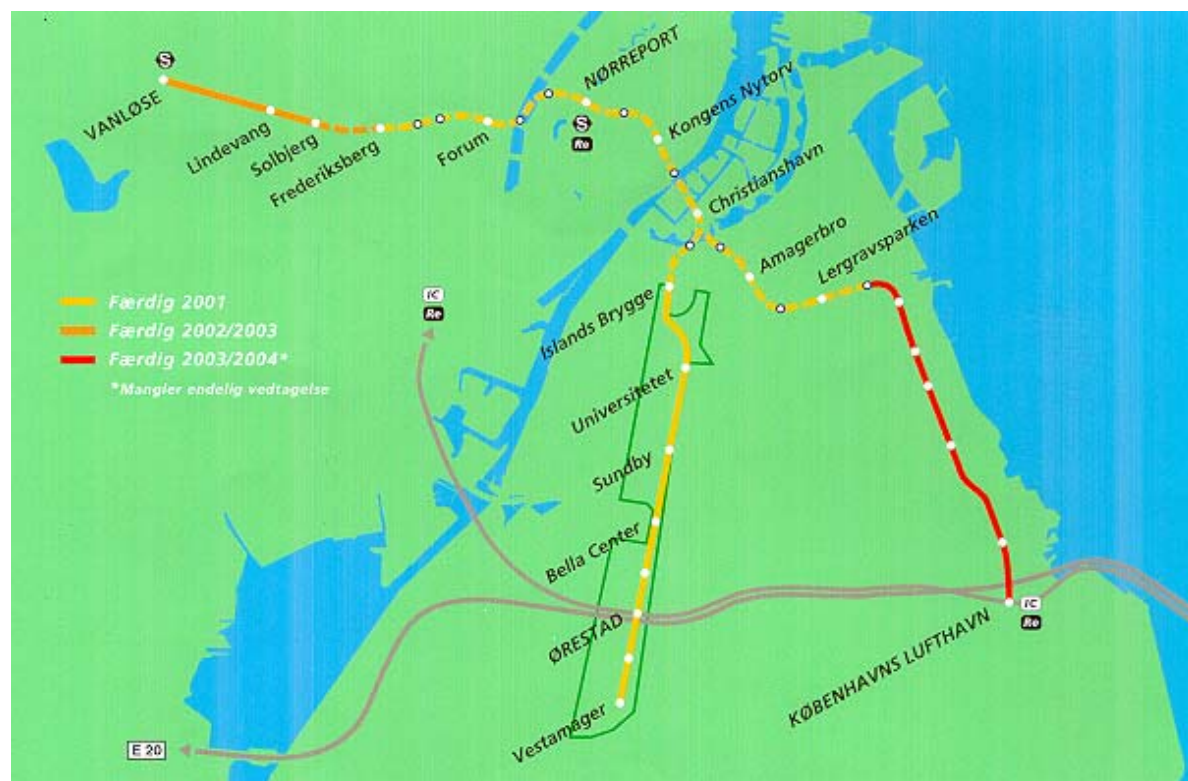 S
VANLØSE
Lindevang
Solbjerg
Frederiksberg
Forum
NØRREPORT
S
Re
Kongens Nytorv
Christianshavn
Amagerbro
Lergravsparken
Islands Brygge
Universitetet
Sundby
Bella Center
ØRESTAD
Vestamager
KØBENHAVNS LUFTHAVN
IC
Re
IC
Re
Færdig 2001
Færdig 2002/2003
Færdig 2003/2004*
*Mangler endelig vedtagelse
E 20